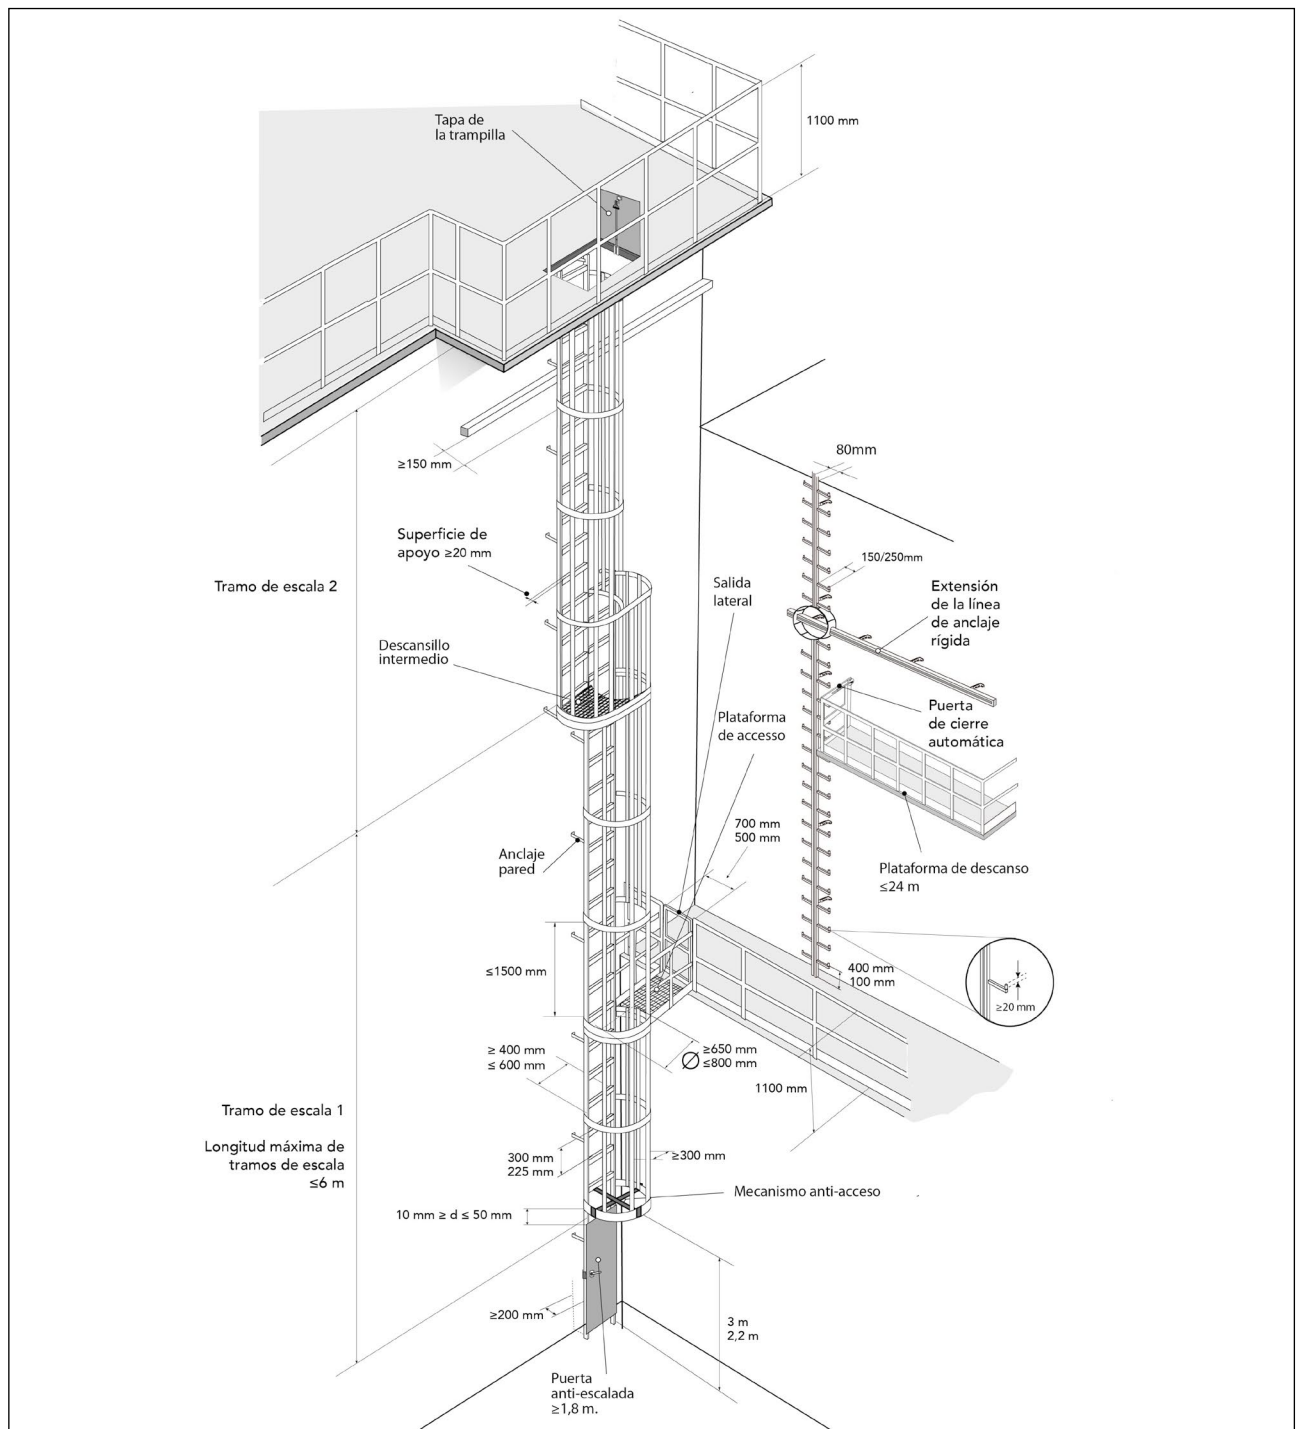 Tapa de
la trampilla
1100 mm
≥150 mm
80mm
Superficie de
apoyo ≥20 mm
150/250mm
Tramo de escala 2
Salida
lateral
Extensión
de la línea
de anclaje
rígida
Descansillo
intermedio
Plataforma
de accesso
Puerta
de cierre
automática
700 mm
500 mm
Anclaje
pared
Plataforma de descanso
≤24 m
≤1500 mm
400 mm
100 mm
≥20 mm
≥ 400 mm
≤ 600 mm
≥650 mm
≤800 mm
1100 mm
Tramo de escala 1
Longitud máxima de
tramos de escala
≤6 m
300 mm
225 mm
≥300 mm
Mecanismo anti-acceso
10 mm ≥ d ≤ 50 mm
≥200 mm
3 m
2,2 m
Puerta
anti-escalada
≥1,8 m.